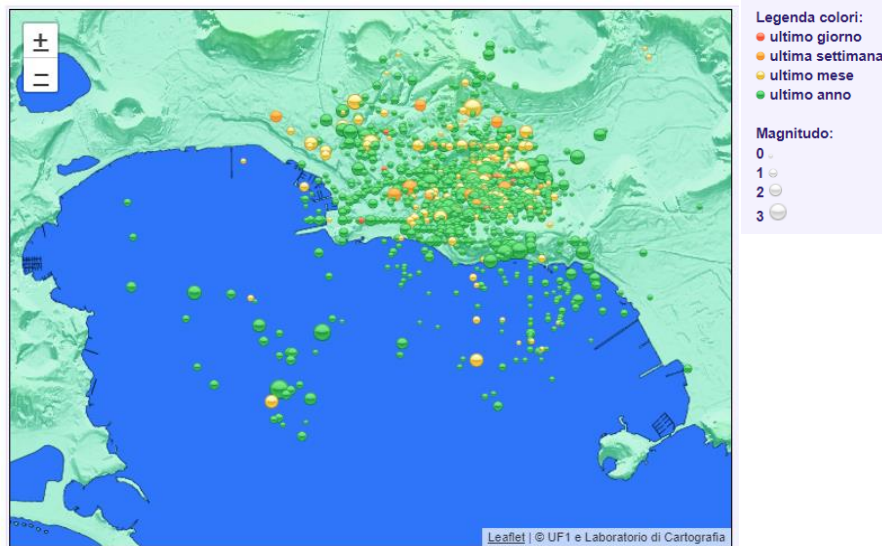 +
−
Legenda colori:
ultimo giorno
ultima settimana
ultimo mese
ultimo anno
Magnitudo:
0
1
2
3
Leaflet | © UF1 e Laboratorio di Cartografia